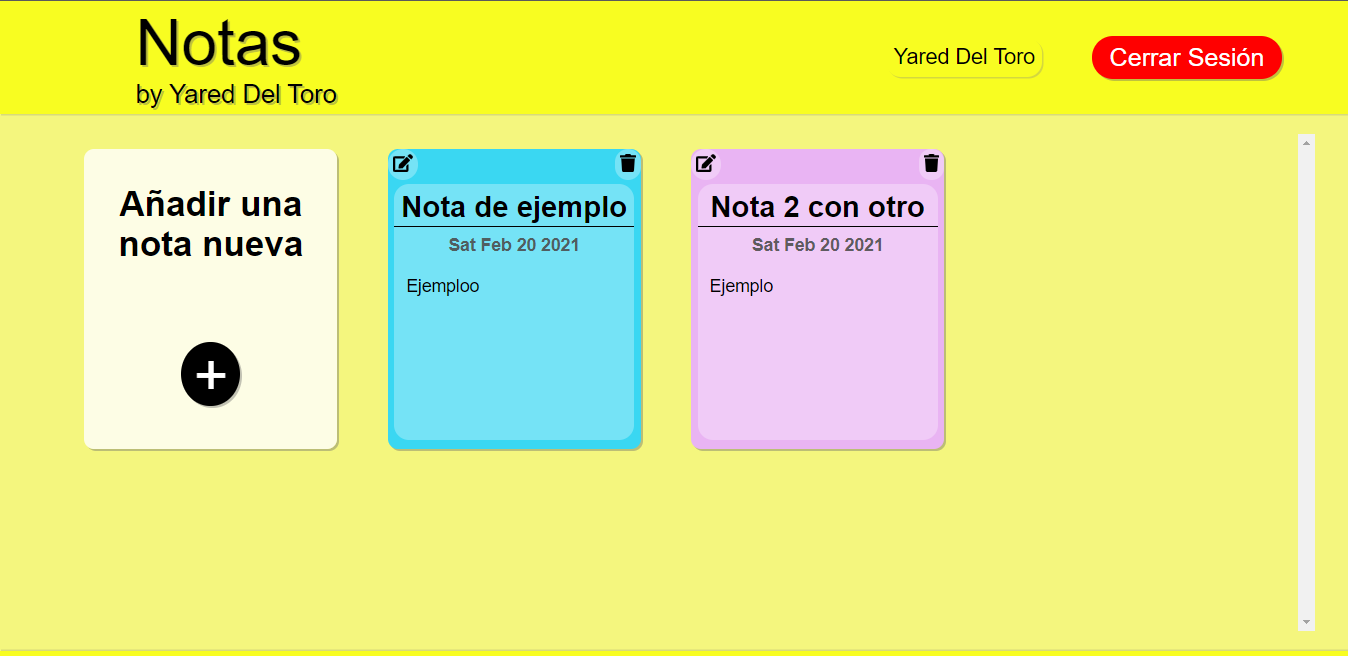 Notas
by Yared Del Toro
Yared Del Toro
Cerrar Sesión
Añadir una
nota nueva
Nota de ejemplo
Sat Feb 20 2021
Ejemploo
Nota 2 con otro
Sat Feb 20 2021
Ejemplo